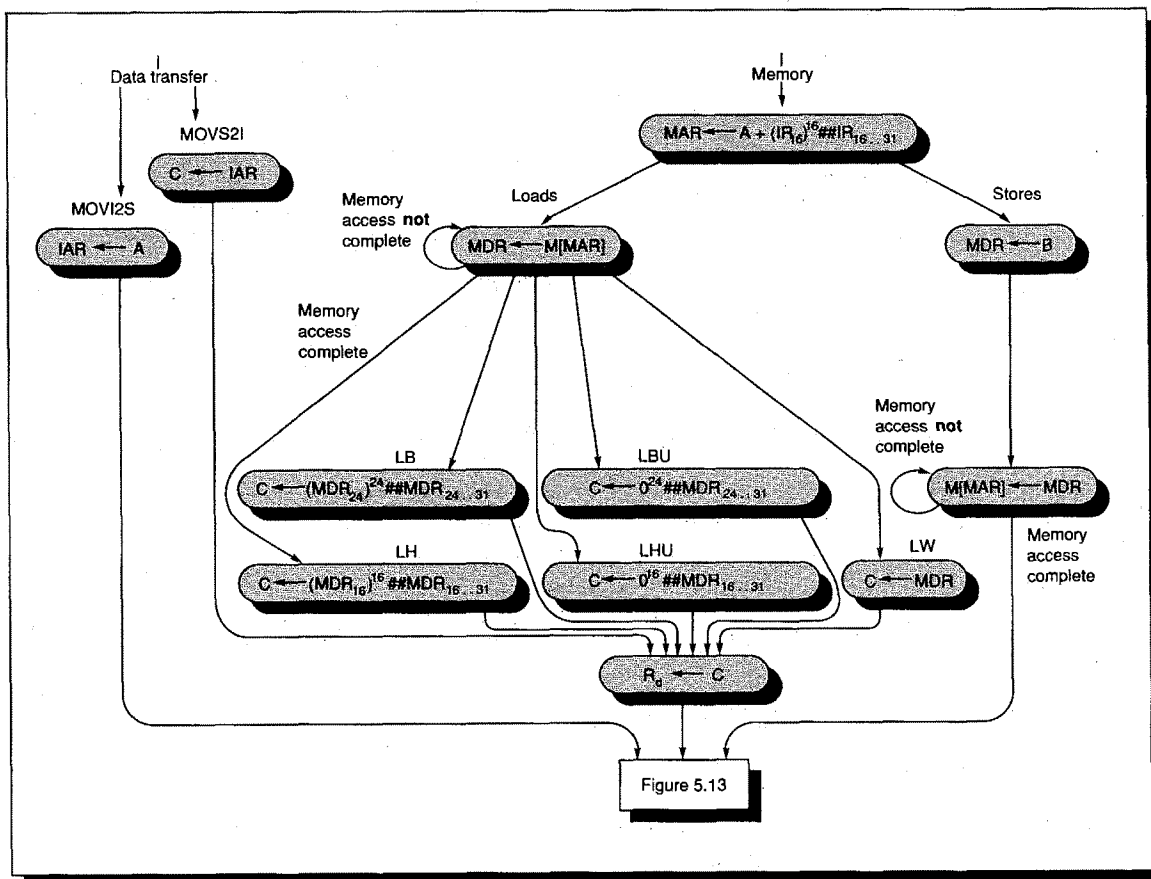 Data transfer
Memory
MOVS2I
MAR ← A + (IR₁₆)¹⁶##IR₁₆..₃₁
C ← IAR
MOVI2S
IAR ← A
Loads
Stores
Memory
access not
complete
MDR ← M[MAR]
MDR ← B
Memory
access
complete
Memory
access not
complete
LB
C ← (MDR₂₄)²⁴##MDR₂₄..₃₁
LBU
C ← 0²⁴##MDR₂₄..₃₁
M[MAR] ← MDR
LH
C ← (MDR₁₆)¹⁶##MDR₁₆..₃₁
LHU
C ← 0¹⁶##MDR₁₆..₃₁
LW
C ← MDR
Memory
access
complete
R_d ← C
Figure 5.13